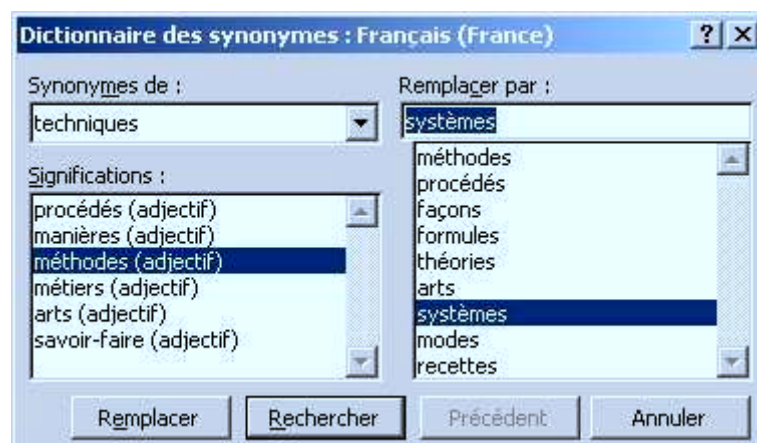 Dictionnaire des synonymes : Français (France)
Synonymes de :
techniques
Significations :
procédés (adjectif)
manières (adjectif)
méthodes (adjectif)
métiers (adjectif)
arts (adjectif)
savoir-faire (adjectif)
Remplacer par :
systèmes
méthodes
procédés
façons
formules
théories
arts
systèmes
modes
recettes
Remplacer
Rechercher
Précédent
Annuler